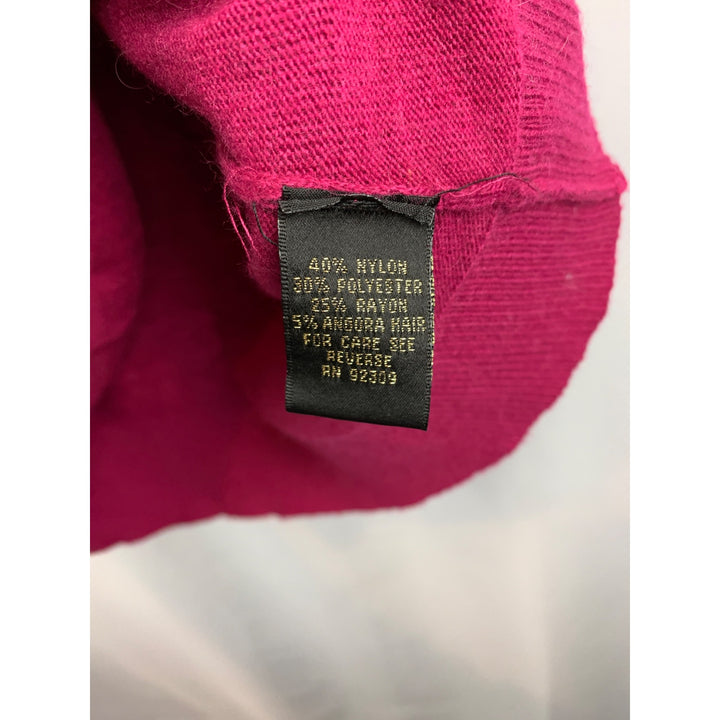 40% NYLON
30% POLYESTER
25% RAYON
5% ANGORA HAIR
FOR CARE SEE
REVERSE
RN 92309